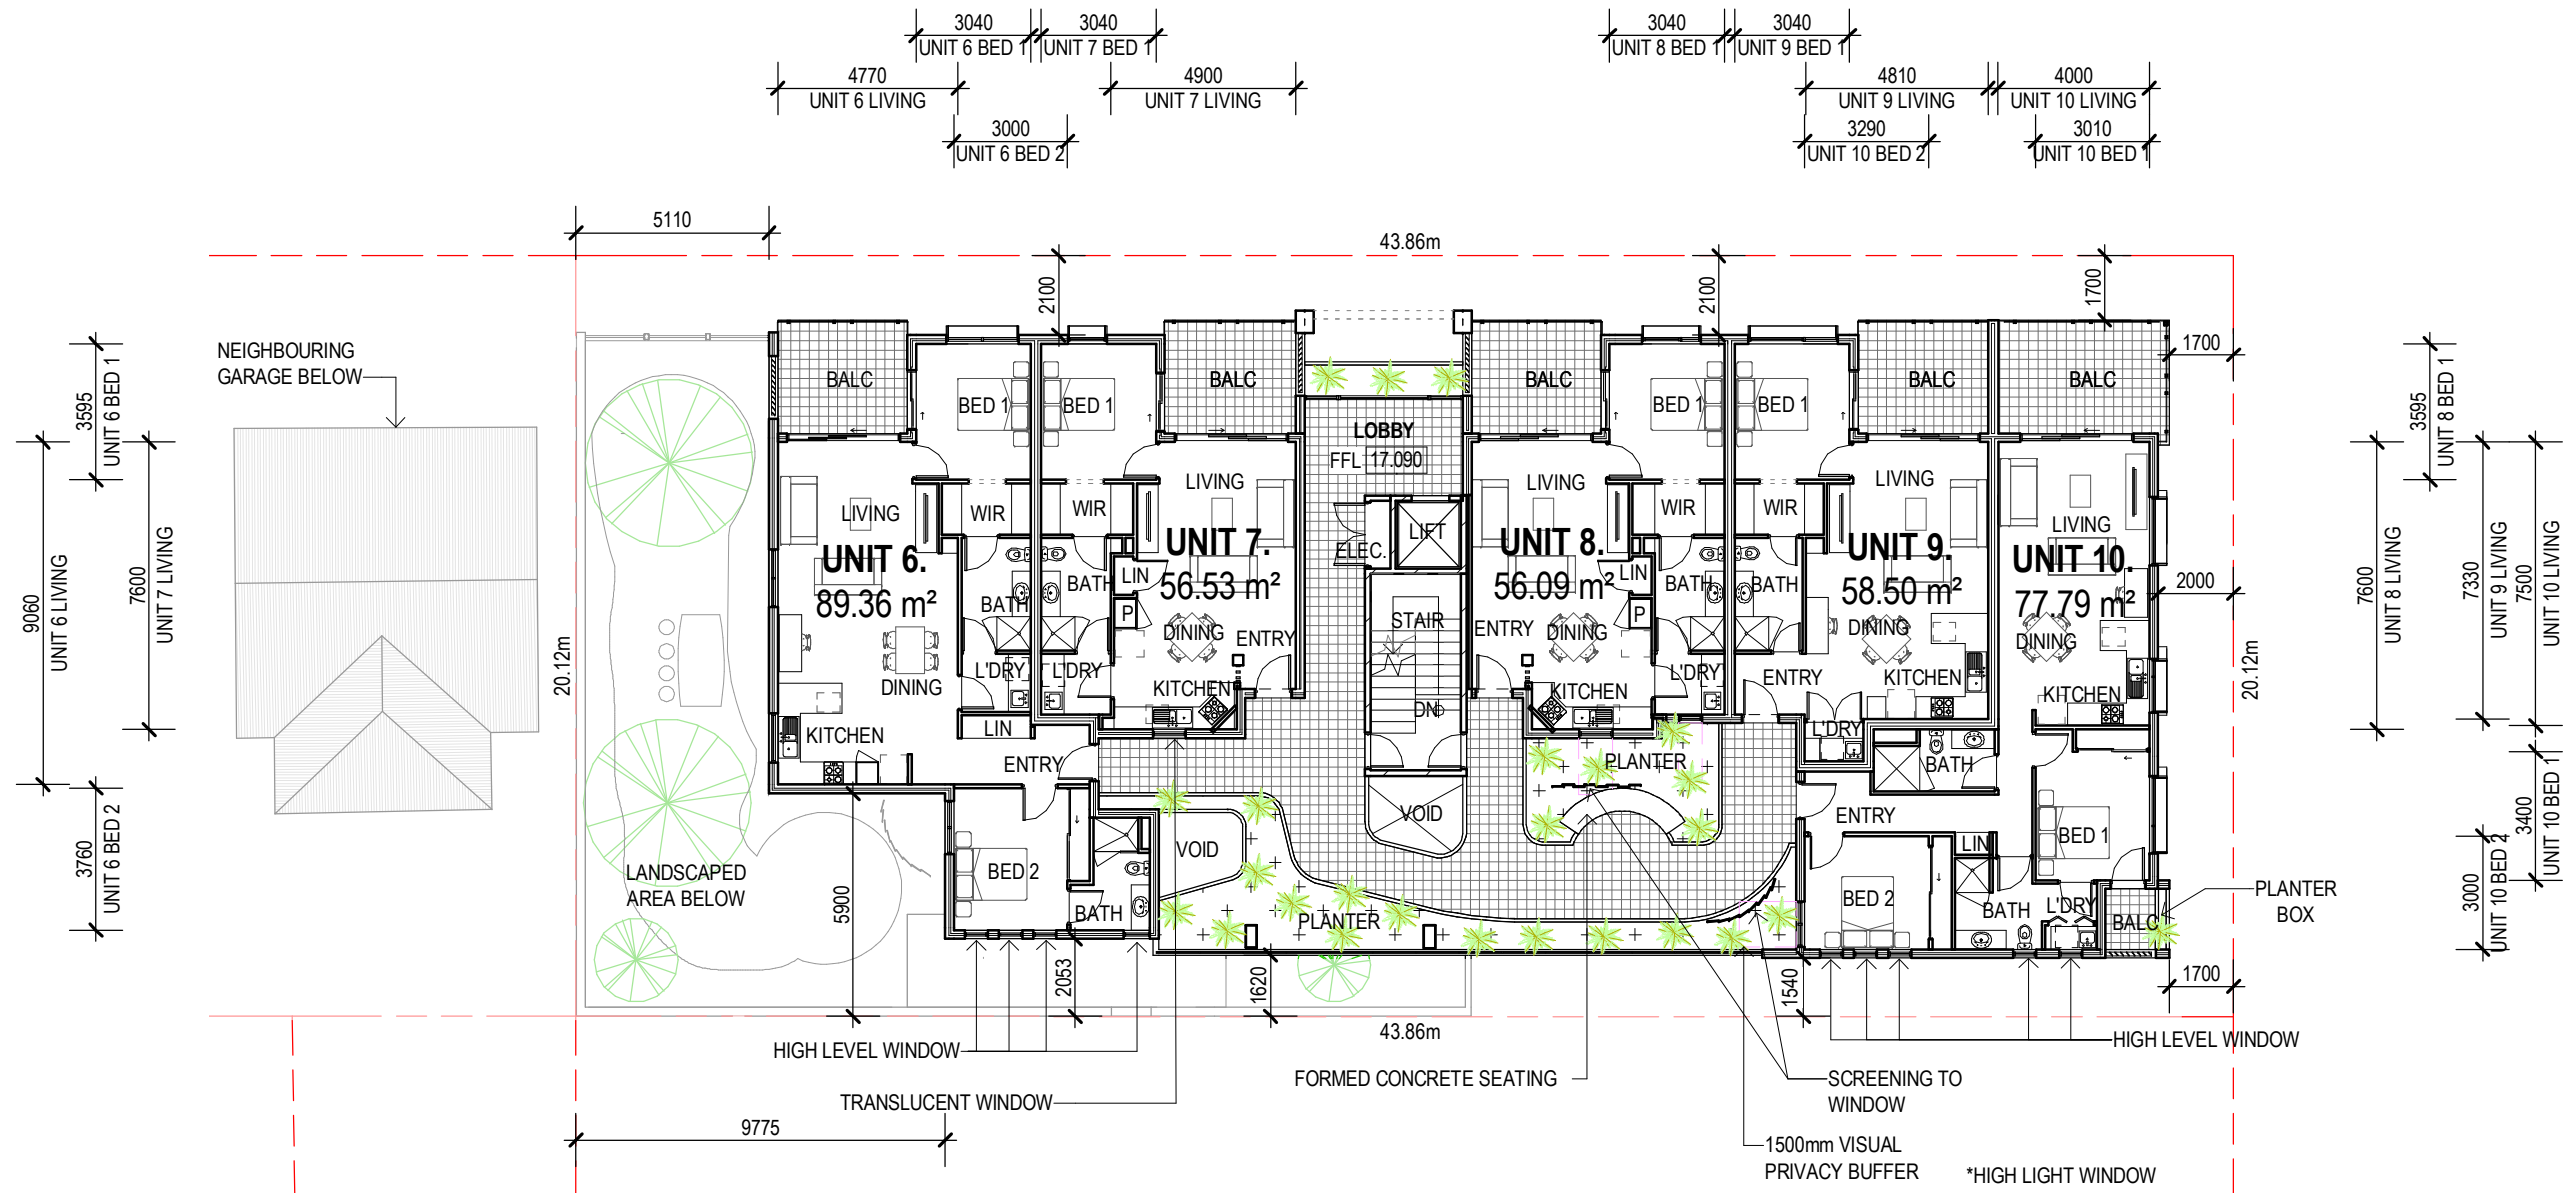 3040
UNIT 6 BED 1
3040
UNIT 7 BED 1
3040
UNIT 8 BED 1
3040
UNIT 9 BED 1
4770
UNIT 6 LIVING
4900
UNIT 7 LIVING
4810
UNIT 9 LIVING
4000
UNIT 10 LIVING
3000
UNIT 6 BED 2
3290
UNIT 10 BED 2
3010
UNIT 10 BED 1
5110
43.86m
2100
2100
1700
1700
NEIGHBOURING
GARAGE BELOW
3595
UNIT 6 BED 1
9060
UNIT 6 LIVING
7600
UNIT 7 LIVING
3760
UNIT 6 BED 2
20.12m
LANDSCAPED
AREA BELOW
BALC
BED 1
LIVING
WIR
UNIT 6.
89.36 m²
BATH
DINING
L'DRY
KITCHEN
LIN
ENTRY
BED 2
BATH
BED 1
BALC
WIR
LIVING
UNIT 7.
56.53 m²
BATH
LIN
P
DINING
ENTRY
L'DRY
KITCHEN
LOBBY
FFL 17.090
LIFT
ELEC.
STAIR
DN
VOID
VOID
PLANTER
BALC
BED 1
LIVING
WIR
UNIT 8.
56.09 m²
LIN
BATH
P
ENTRY
DINING
L'DRY
KITCHEN
PLANTER
BED 1
BALC
LIVING
WIR
UNIT 9.
58.50 m²
BATH
DINING
ENTRY
KITCHEN
L'DRY
BALC
LIVING
UNIT 10.
77.79 m²
DINING
KITCHEN
BATH
ENTRY
BED 1
LIN
BED 2
BATH
L'DRY
BALC
2000
20.12m
3595
UNIT 8 BED 1
7600
UNIT 8 LIVING
7330
UNIT 9 LIVING
7500
UNIT 10 LIVING
3400
UNIT 10 BED 1
3000
UNIT 10 BED 2
PLANTER
BOX
1700
5900
2053
1620
1540
43.86m
HIGH LEVEL WINDOW
HIGH LEVEL WINDOW
FORMED CONCRETE SEATING
SCREENING TO
WINDOW
TRANSLUCENT WINDOW
9775
1500mm VISUAL
PRIVACY BUFFER
*HIGH LIGHT WINDOW